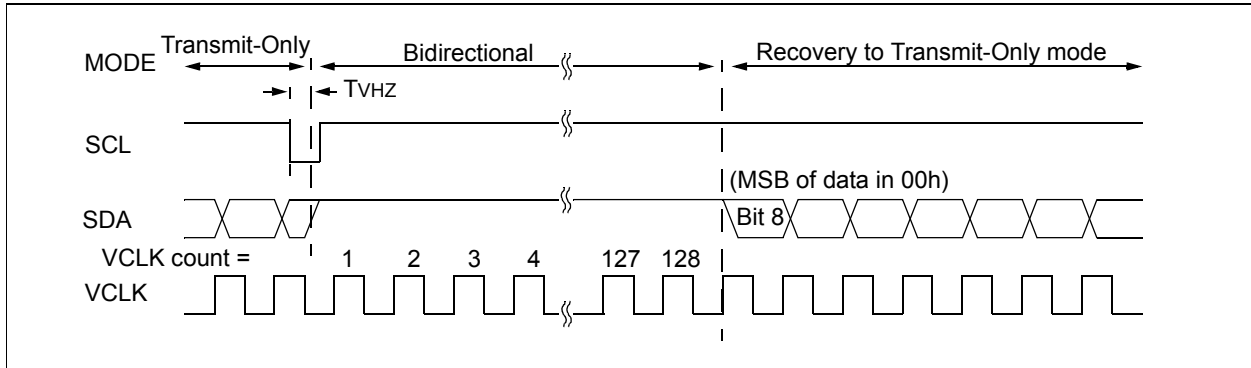 Transmit-Only
Bidirectional
Recovery to Transmit-Only mode
MODE
TVHZ
SCL
(MSB of data in 00h)
SDA
Bit 8
VCLK count = 1 2 3 4 127 128
VCLK